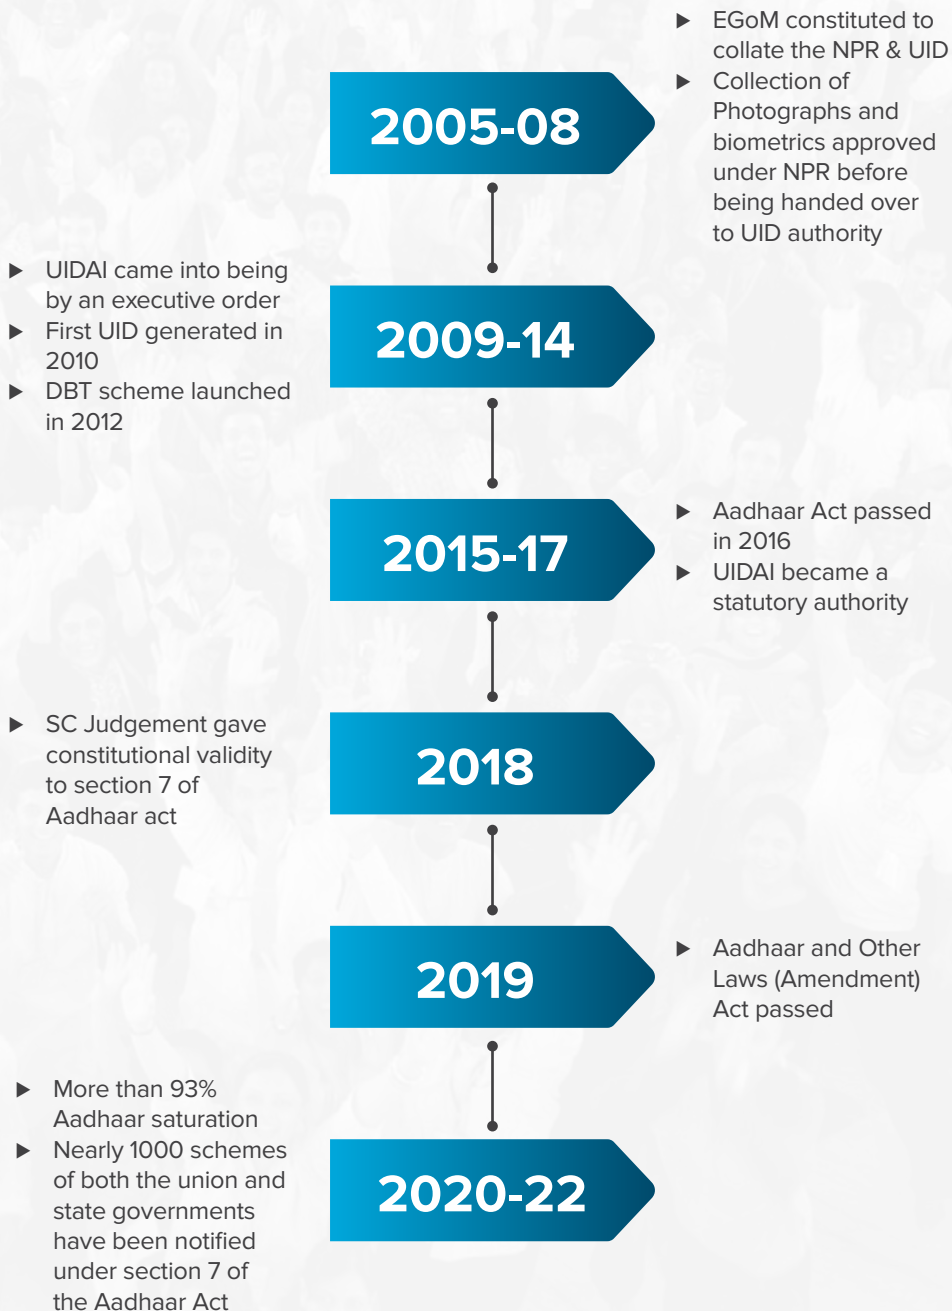 ▶ EGoM constituted to
collate the NPR & UID
▶ Collection of
Photographs and
biometrics approved
under NPR before
being handed over
to UID authority
2005-08
▶ UIDAI came into being
by an executive order
▶ First UID generated in
2010
▶ DBT scheme launched
in 2012
2009-14
2015-17
▶ Aadhaar Act passed
in 2016
▶ UIDAI became a
statutory authority
▶ SC Judgement gave
constitutional validity
to section 7 of
Aadhaar act
2018
2019
▶ Aadhaar and Other
Laws (Amendment)
Act passed
▶ More than 93%
Aadhaar saturation
▶ Nearly 1000 schemes
of both the union and
state governments
have been notified
under section 7 of
the Aadhaar Act
2020-22